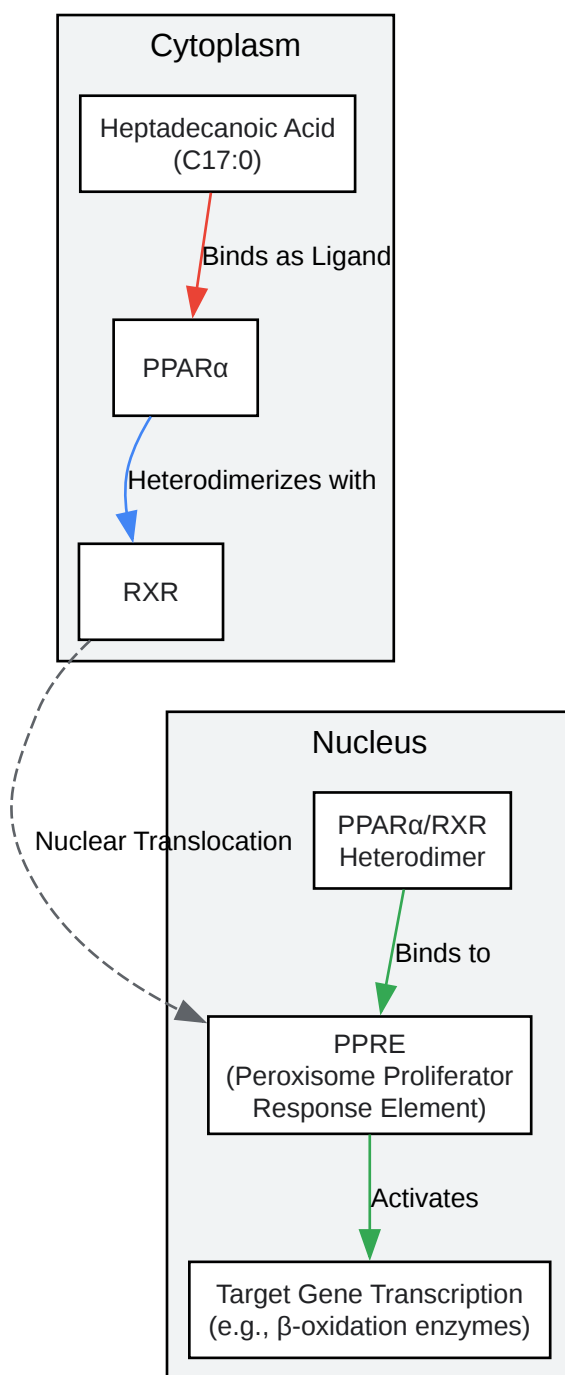 Cytoplasm
Heptadecanoic Acid
(C17:0)
Binds as Ligand
PPARα
Heterodimerizes with
RXR
Nucleus
PPARα/RXR
Heterodimer
Nuclear Translocation
Binds to
PPRE
(Peroxisome Proliferator
Response Element)
Activates
Target Gene Transcription
(e.g., β-oxidation enzymes)